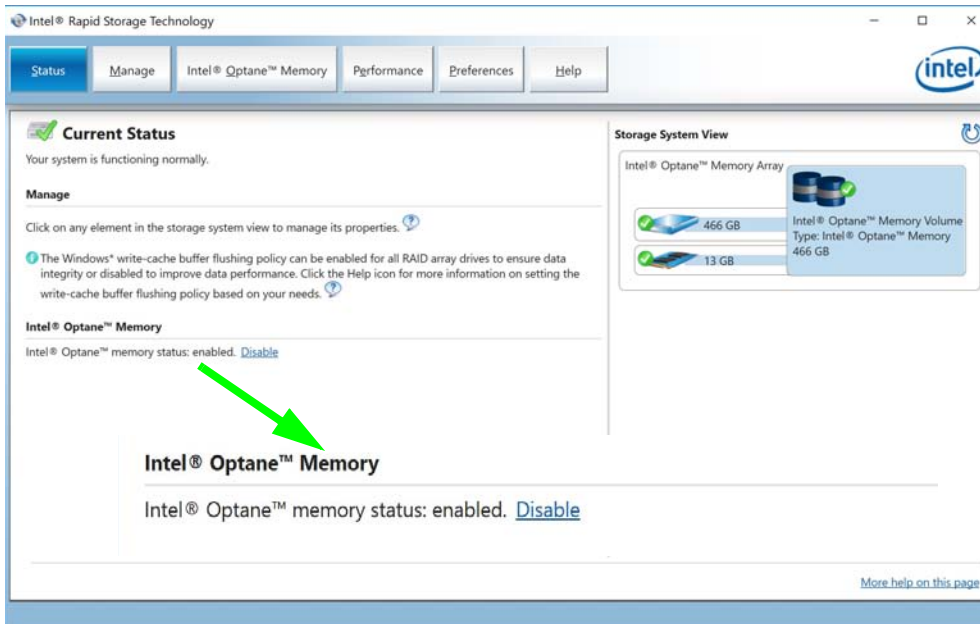 Intel® Rapid Storage Technology
Status
Manage
Intel® Optane™ Memory
Performance
Preferences
Help
intel
Current Status
Your system is functioning normally.
Manage
Click on any element in the storage system view to manage its properties.
The Windows* write-cache buffer flushing policy can be enabled for all RAID array drives to ensure data
integrity or disabled to improve data performance. Click the Help icon for more information on setting the
write-cache buffer flushing policy based on your needs.
Intel® Optane™ Memory
Intel® Optane™ memory status: enabled. Disable
Intel® Optane™ Memory
Intel® Optane™ memory status: enabled. Disable
Storage System View
Intel® Optane™ Memory Array
466 GB
13 GB
Intel® Optane™ Memory Volume
Type: Intel® Optane™ Memory
466 GB
More help on this page